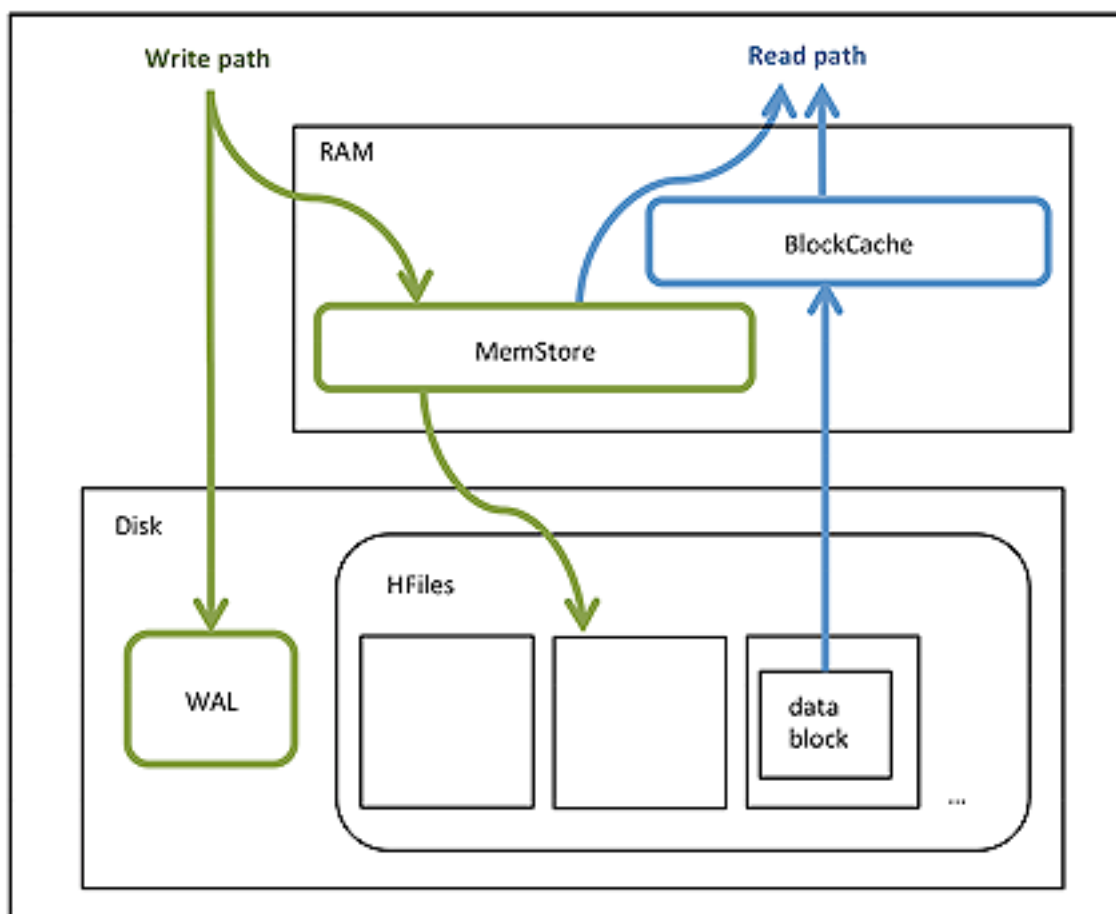 Write path
Read path
RAM
BlockCache
MemStore
Disk
HFiles
WAL
data
block
...